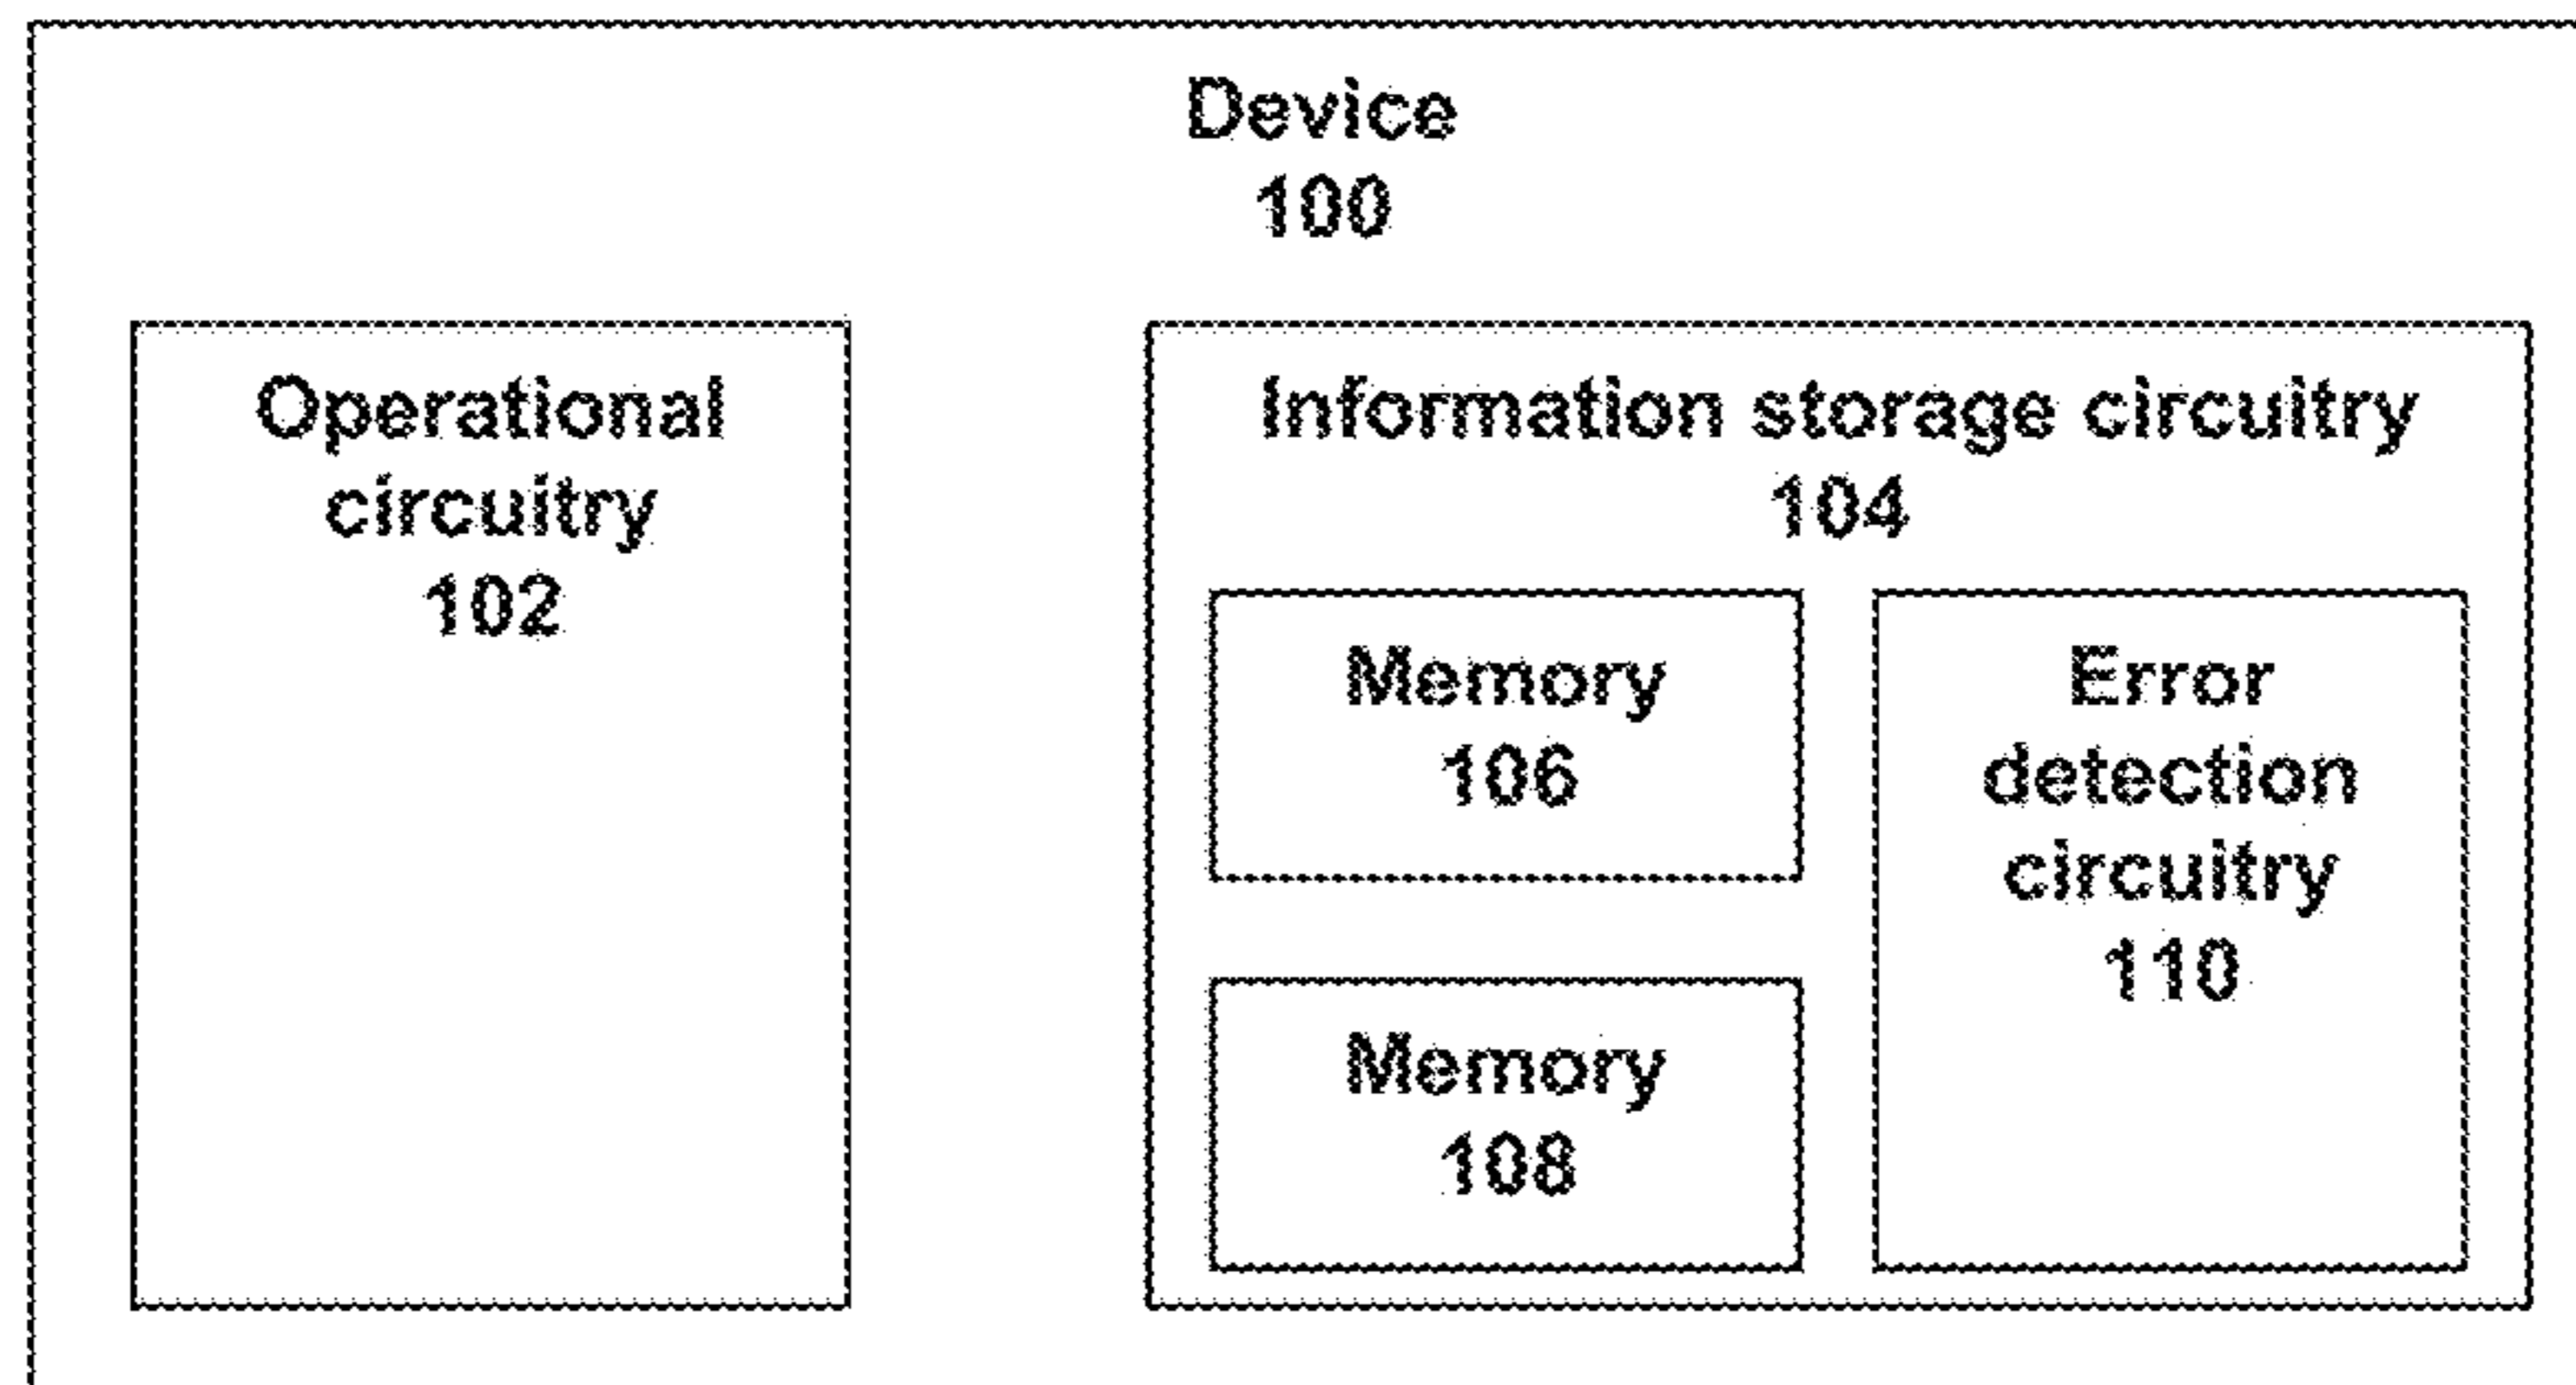 Device
100
Operational
circuitry
102
Information storage circuitry
104
Memory
106
Error
detection
circuitry
110
Memory
108